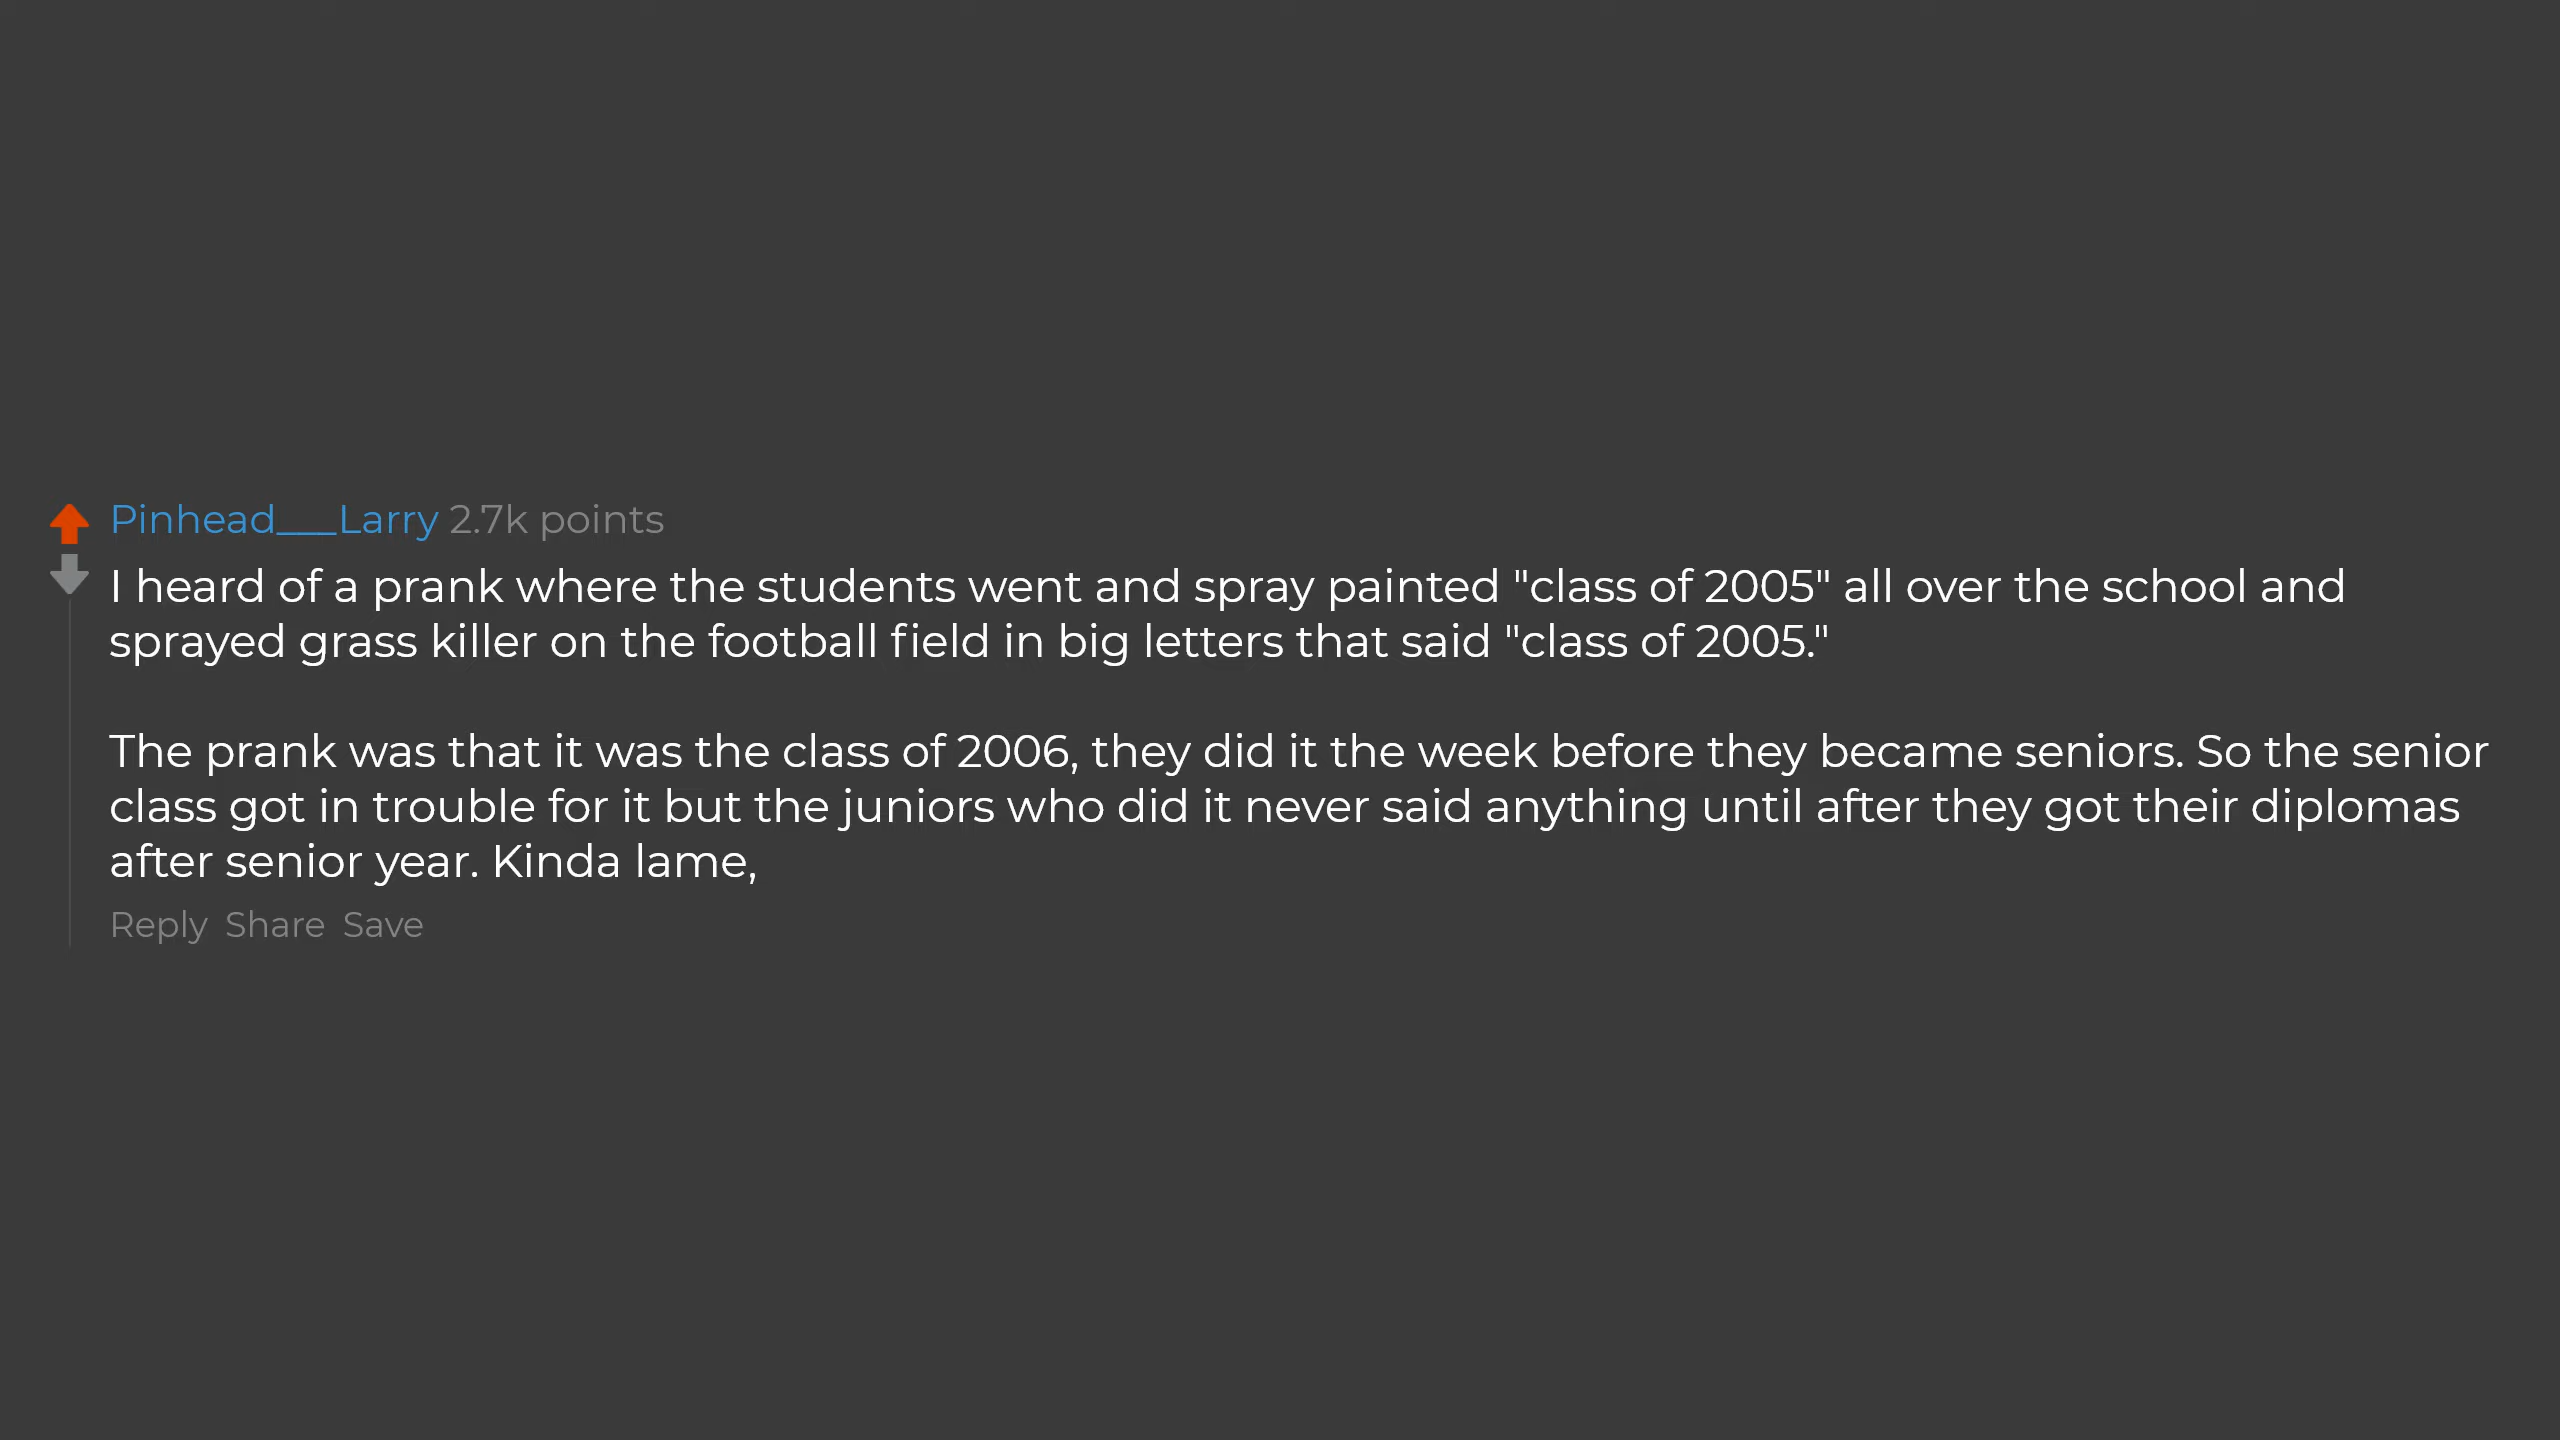 Pinhead___Larry 2.7k points
I heard of a prank where the students went and spray painted "class of 2005" all over the school and
sprayed grass killer on the football field in big letters that said "class of 2005."
The prank was that it was the class of 2006, they did it the week before they became seniors. So the senior
class got in trouble for it but the juniors who did it never said anything until after they got their diplomas
after senior year. Kinda lame,
Reply Share Save